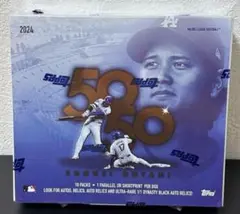 2024
50
50
SHOHEI OHTANI
10 PACKS • 1 PARALLEL OR SHORTPRINT PER BOX
LOOK FOR AUTOS, RELICS, AUTO RELICS AND ULTRA-RARE 1/1 DYNASTY BLACK AUTO RELICS!
topps